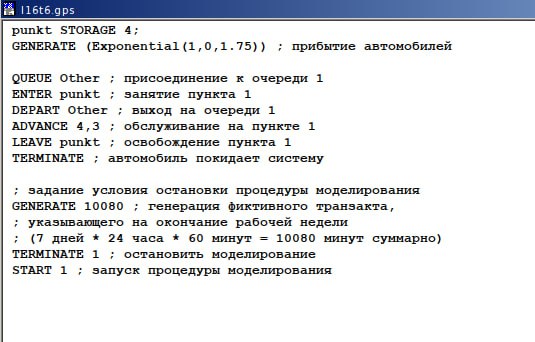 l16t6.gps
punkt STORAGE 4;
GENERATE (Exponential(1,0,1.75)) ; прибытие автомобилей
QUEUE Other ; присоединение к очереди 1
ENTER punkt ; занятие пункта 1
DEPART Other ; выход на очереди 1
ADVANCE 4,3 ; обслуживание на пункте 1
LEAVE punkt ; освобождение пункта 1
TERMINATE ; автомобиль покидает систему
; задание условия остановки процедуры моделирования
GENERATE 10080 ; генерация фиктивного транзакта,
; указывающего на окончание рабочей недели
; (7 дней * 24 часа * 60 минут = 10080 минут суммарно)
TERMINATE 1 ; остановить моделирование
START 1 ; запуск процедуры моделирования